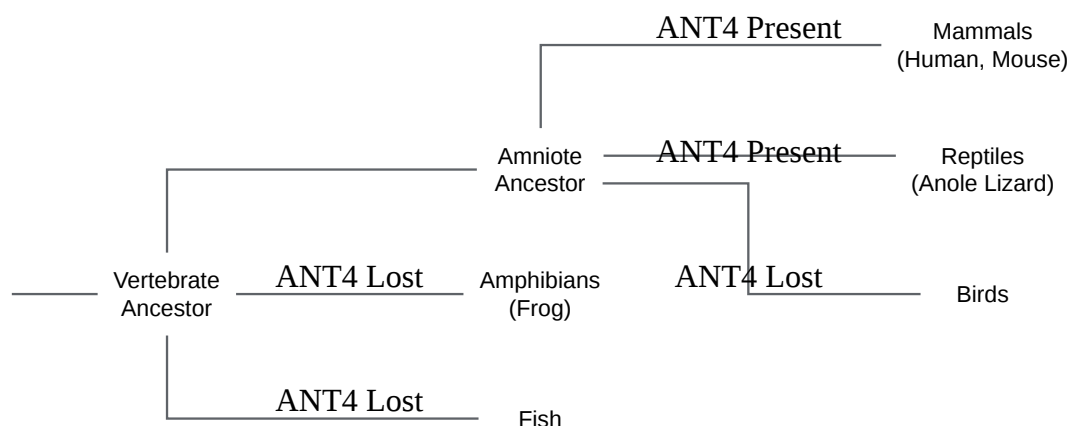 ANT4 Present
Mammals
(Human, Mouse)
Amniote
Ancestor
ANT4 Present
Reptiles
(Anole Lizard)
Vertebrate
Ancestor
ANT4 Lost
Amphibians
(Frog)
ANT4 Lost
Birds
ANT4 Lost
Fish